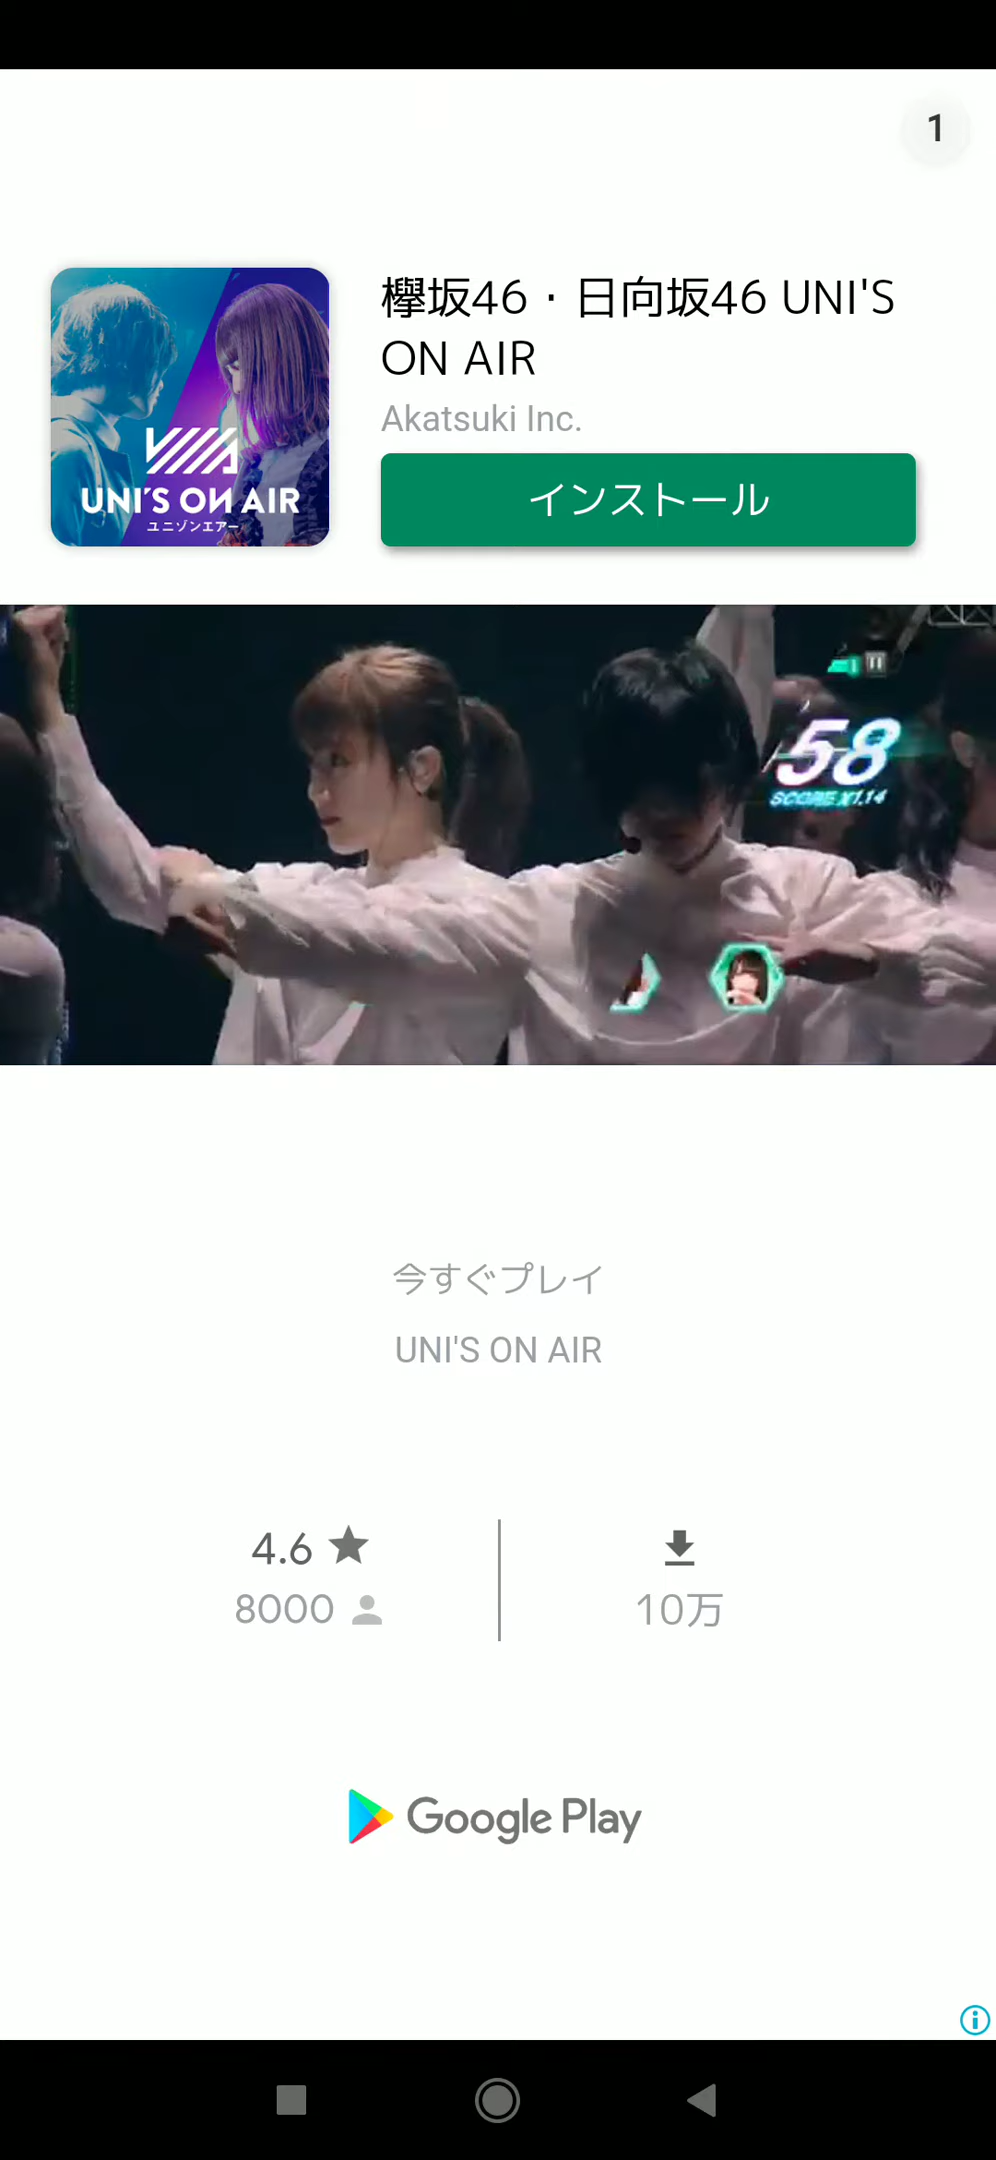 1
欅坂46・日向坂46 UNI'S
ON AIR
Akatsuki Inc.
インストール
UNI'S ON AIR
ユニゾンエアー
58
SCORE X1.14
今すぐプレイ
UNI'S ON AIR
4.6
8000
10万
Google Play